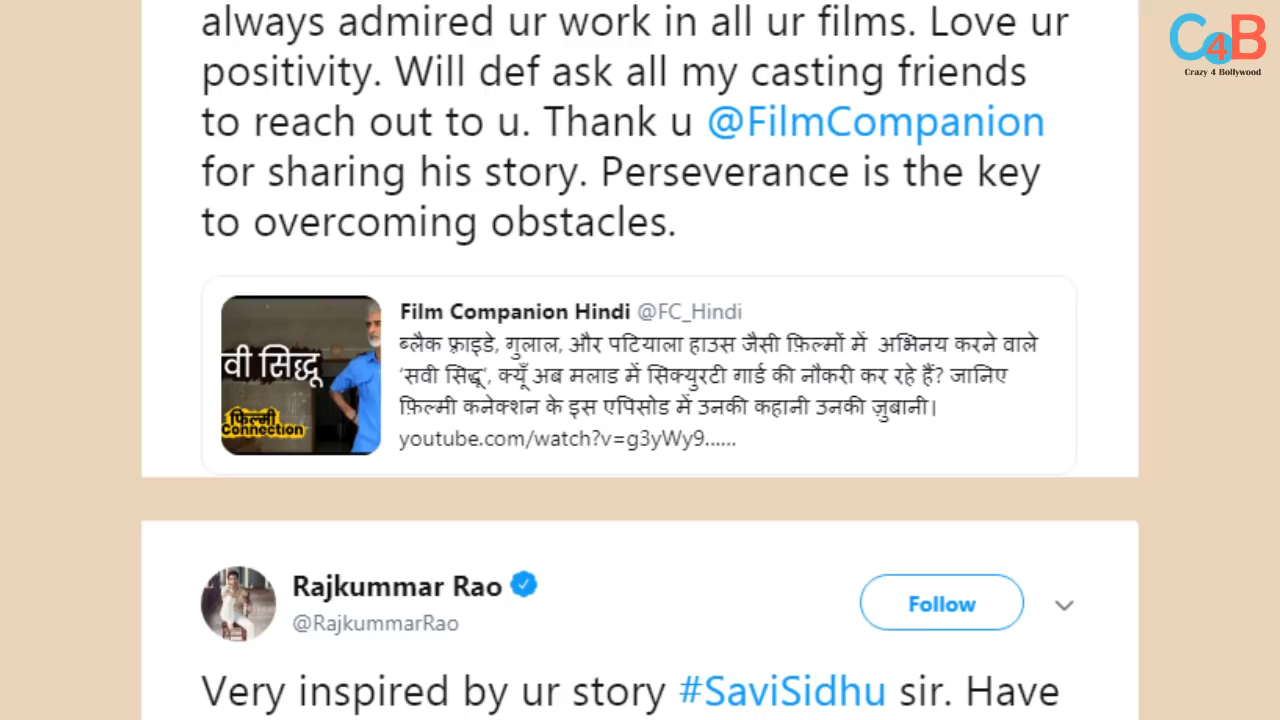 always admired ur work in all ur films. Love ur
positivity. Will def ask all my casting friends
to reach out to u. Thank u @FilmCompanion
for sharing his story. Perseverance is the key
to overcoming obstacles.
C4B
Crazy 4 Bollywood
वी सिद्धू
फ़िल्मी
Connection
Film Companion Hindi @FC_Hindi
ब्लैक फ़्राइडे, गुलाल, और पटियाला हाउस जैसी फ़िल्मों में अभिनय करने वाले
‘सवी सिद्धू’, क्यूँ अब मलाड में सिक्युरटी गार्ड की नौकरी कर रहे हैं? जानिए
फ़िल्मी कनेक्शन के इस एपिसोड में उनकी कहानी उनकी ज़ुबानी।
youtube.com/watch?v=g3yWy9......
Rajkummar Rao
@RajkummarRao
Follow
Very inspired by ur story #SaviSidhu sir. Have